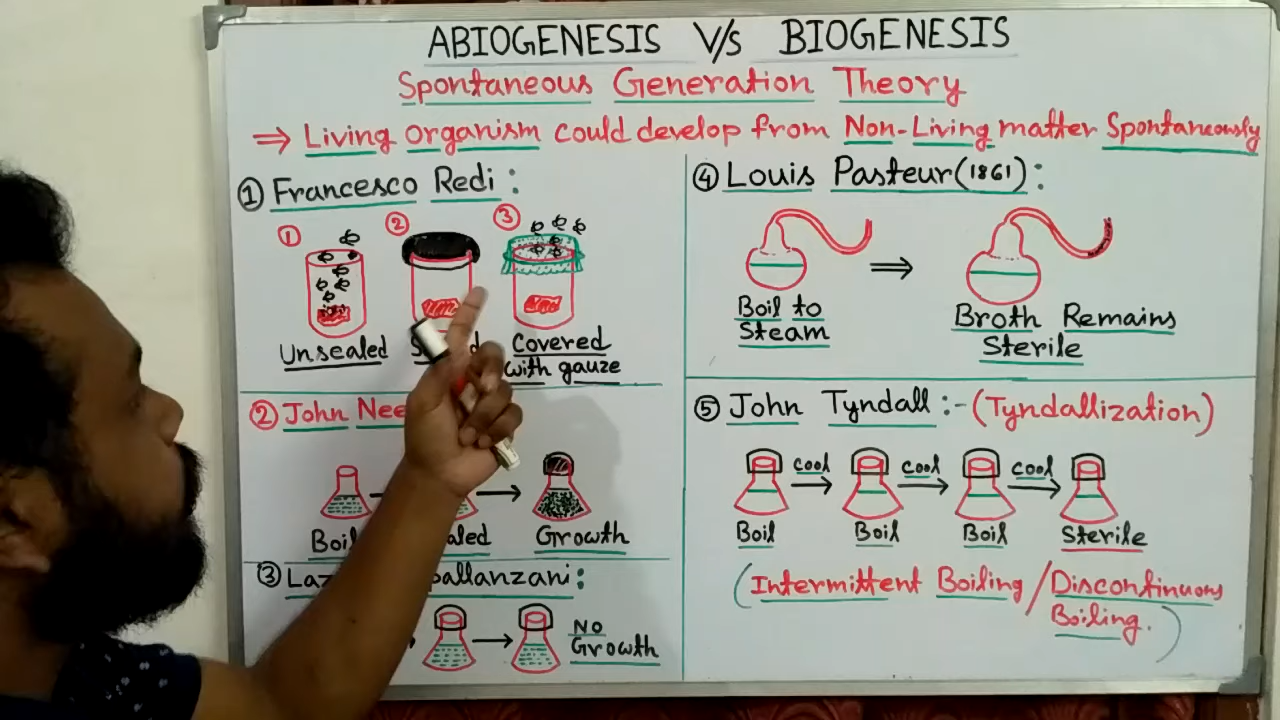 ABIOGENESIS V/s BIOGENESIS
Spontaneous Generation Theory
⇒ Living organism could develop from Non-Living matter Spontaneously
① Francesco Redi :
① ② ③
Unsealed
Covered
with gauze
② John
Growth
③
NO
Growth
④ Louis Pasteur (1861) :
Boil to
Steam
⇒
Broth Remains
Sterile
⑤ John Tyndall :- (Tyndallization)
cool → cool → cool →
Boil Boil Boil Sterile
(Intermittent Boiling / Discontinuous
Boiling.)